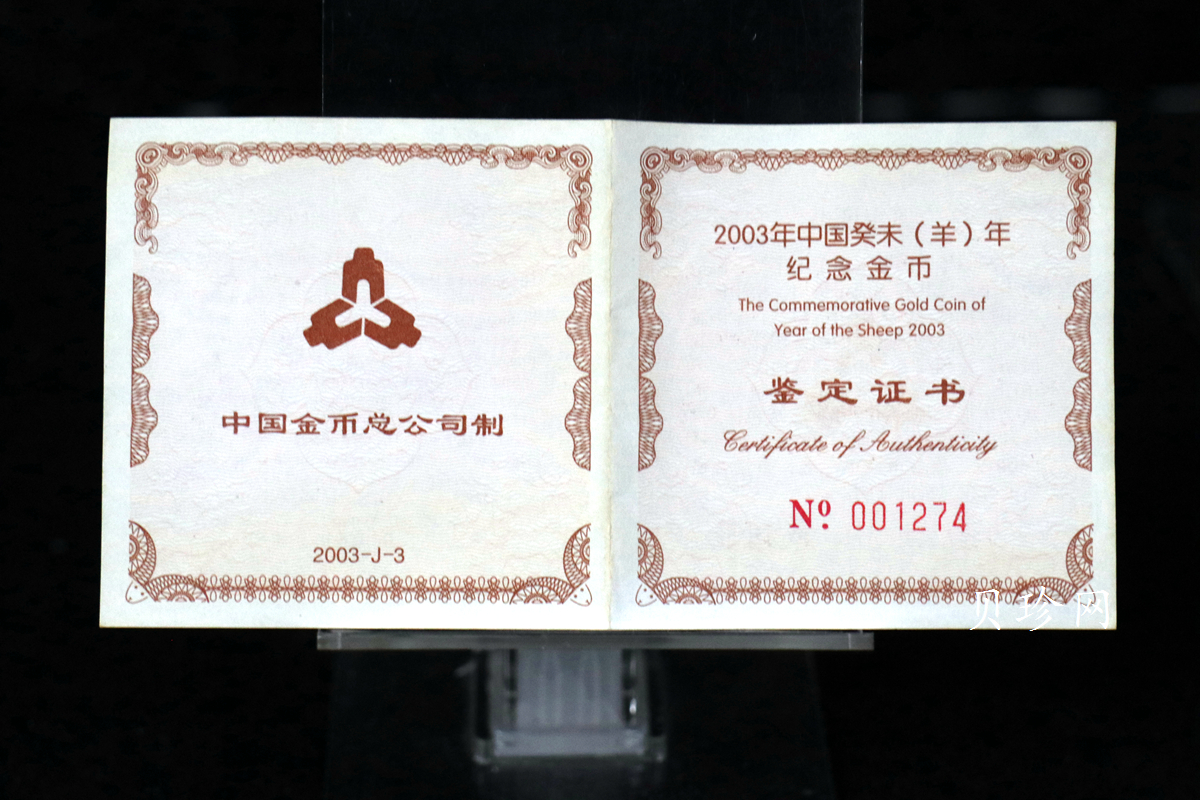 中国金币总公司制
2003-J-3
2003年中国癸未（羊）年
纪念金币
The Commemorative Gold Coin of
Year of the Sheep 2003
鉴定证书
Certificate of Authenticity
Nº 001274
贝珍网